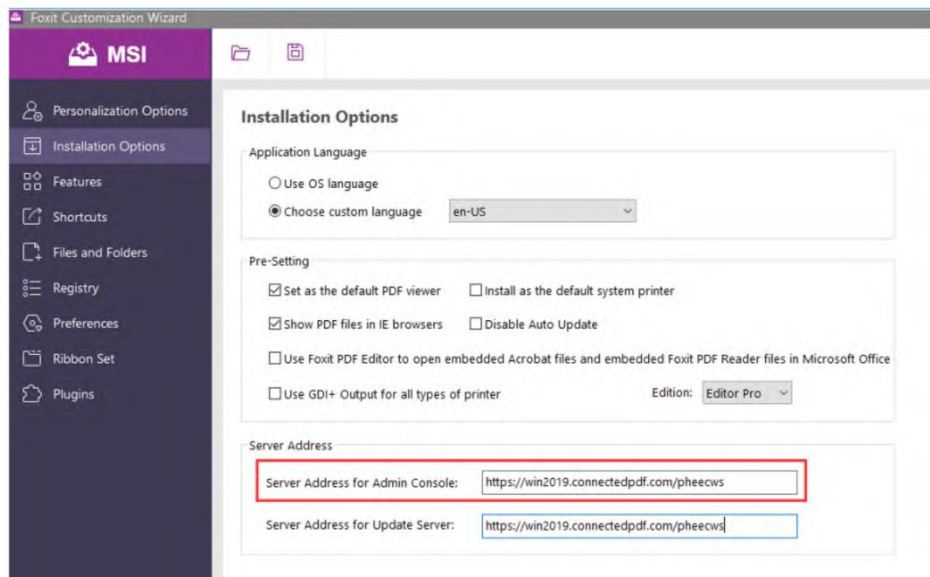 Foxit Customization Wizard
MSI
Personalization Options
Installation Options
Features
Shortcuts
Files and Folders
Registry
Preferences
Ribbon Set
Plugins
Installation Options
Application Language
Use OS language
Choose custom language en-US
Pre-Setting
Set as the default PDF viewer Install as the default system printer
Show PDF files in IE browsers Disable Auto Update
Use Foxit PDF Editor to open embedded Acrobat files and embedded Foxit PDF Reader files in Microsoft Office
Use GDI+ Output for all types of printer Edition: Editor Pro
Server Address
Server Address for Admin Console: https://win2019.connectedpdf.com/pheecws
Server Address for Update Server: https://win2019.connectedpdf.com/pheecws